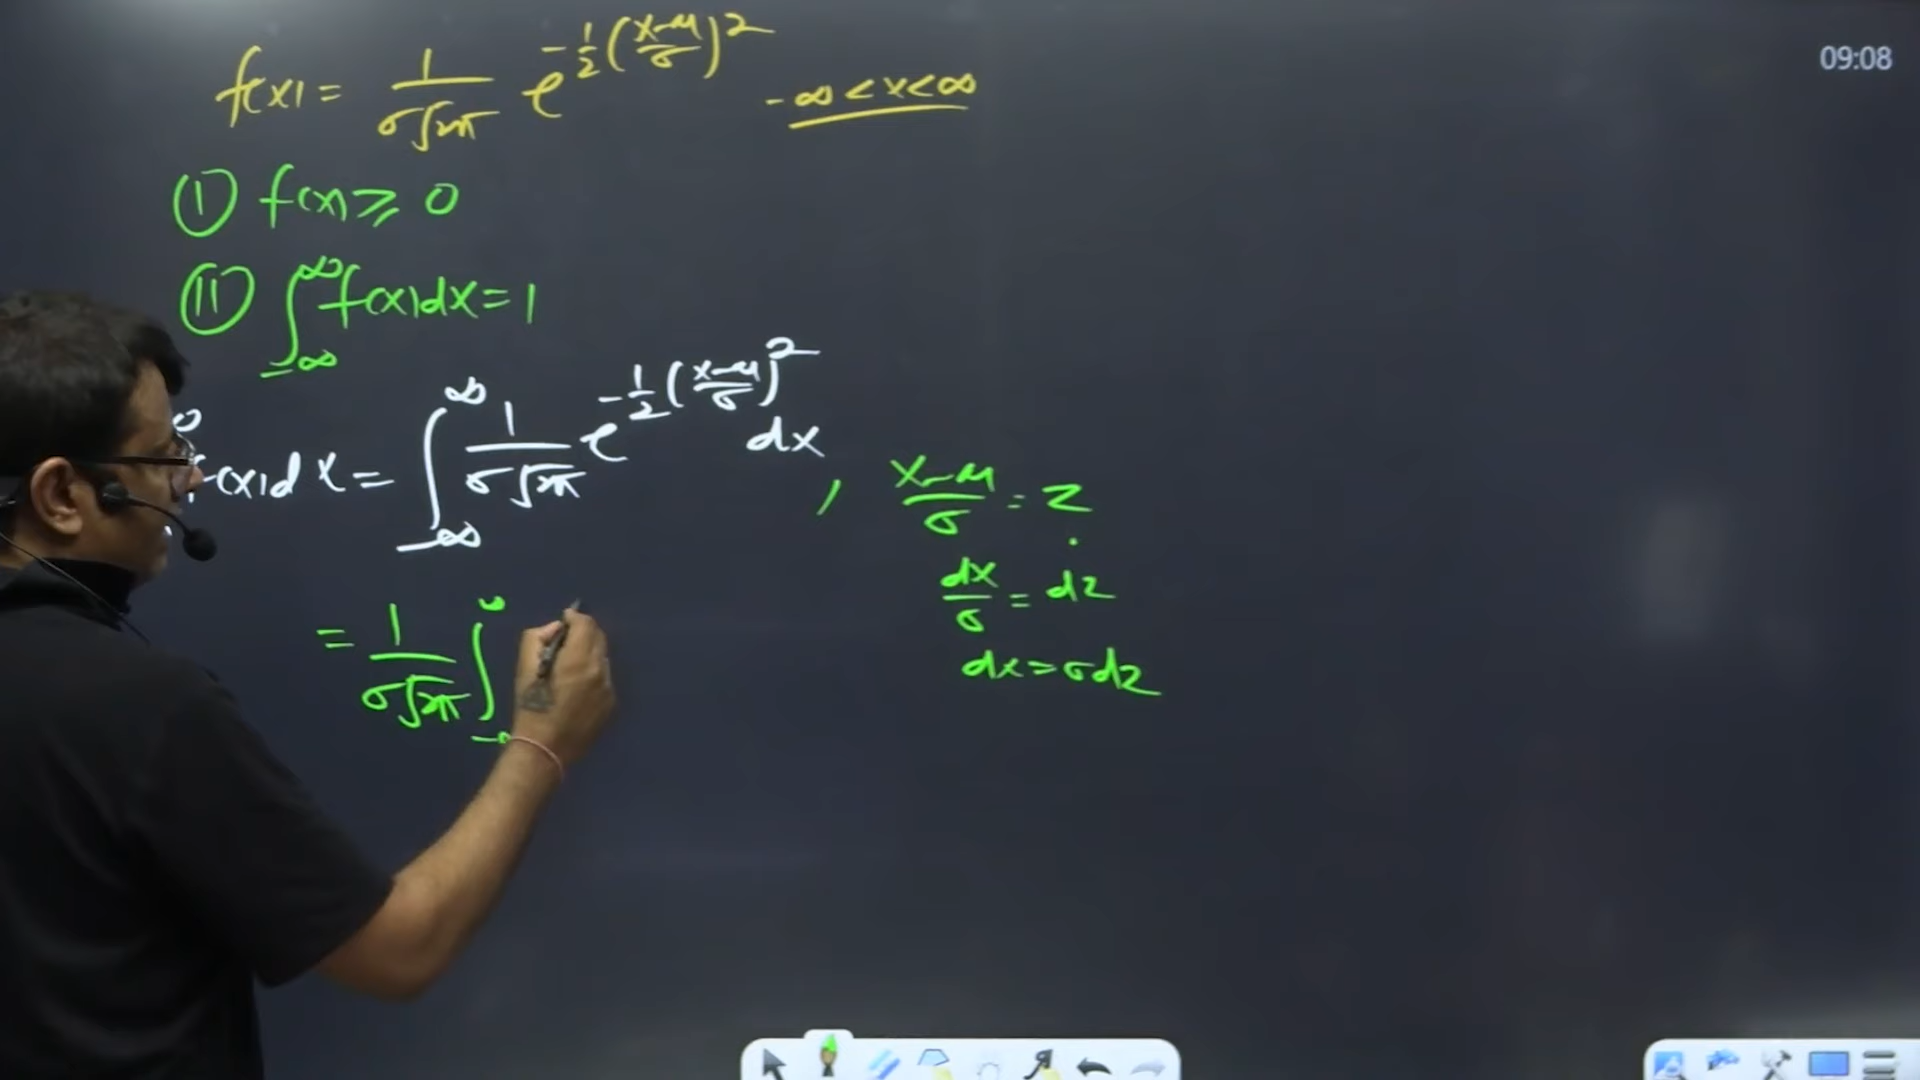 09:08
f(x) = 1/(σ√2π) e^(-1/2((x-μ)/σ)^2) -∞<x<∞
(I) f(x) ≥ 0
(II) ∫_{-∞}^{∞} f(x)dx = 1
f(x)dx = ∫_{-∞}^{∞} 1/(σ√2π) e^(-1/2((x-μ)/σ)^2) dx , (x-μ)/σ = z
dx/σ = dz
= 1/(σ√2π) ∫ dx = σdz